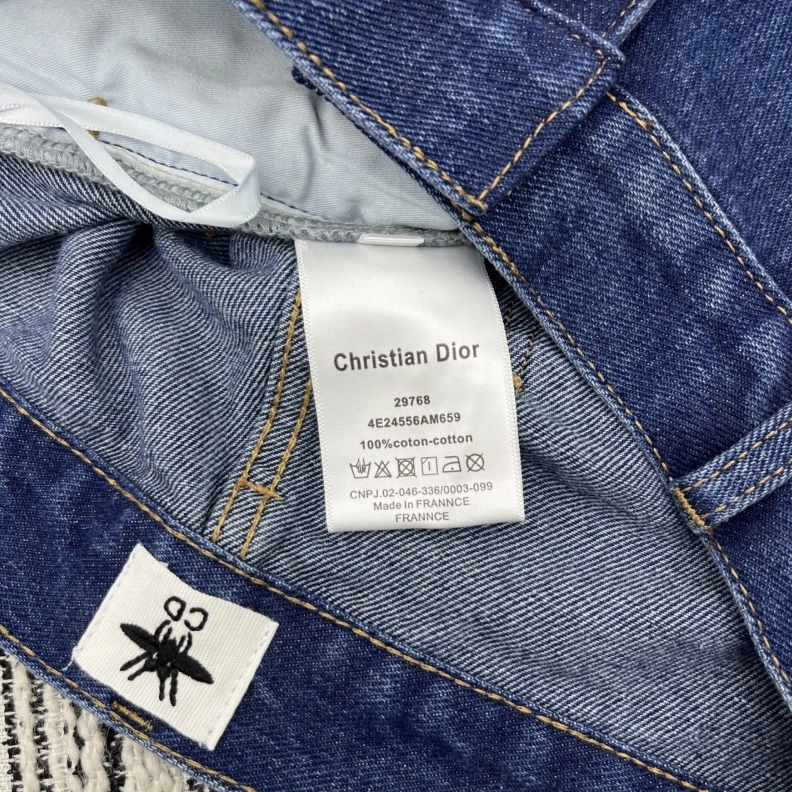 Christian Dior
29768
4E24556AM659
100%coton-cotton
CNPJ.02-046-336/0003-099
Made In FRANNCE
FRANNCE
CD